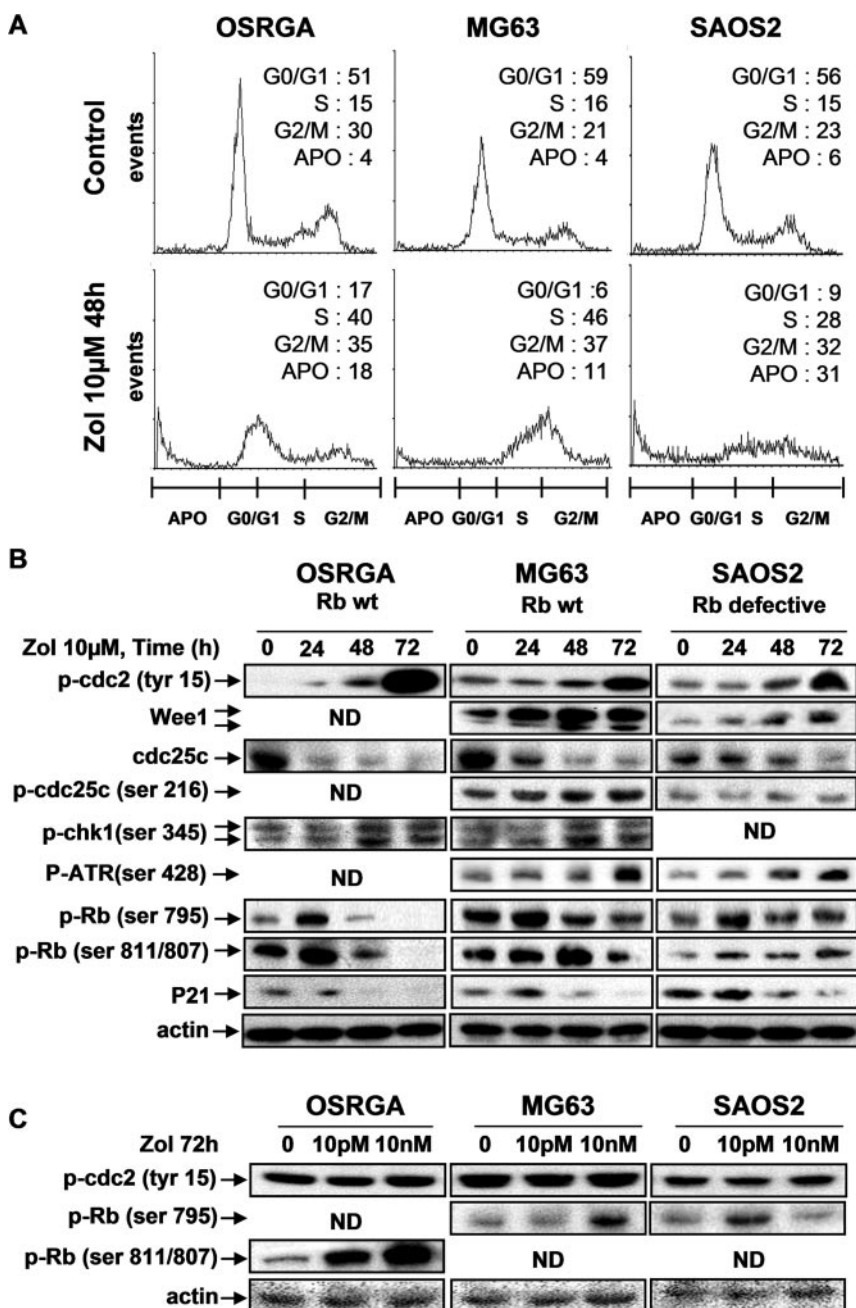 A
OSRGA MG63 SAOS2
Control
events
G0/G1 : 51
S : 15
G2/M : 30
APO : 4
G0/G1 : 59
S : 16
G2/M : 21
APO : 4
G0/G1 : 56
S : 15
G2/M : 23
APO : 6
Zol 10µM 48h
events
G0/G1 : 17
S : 40
G2/M : 35
APO : 18
G0/G1 :6
S : 46
G2/M : 37
APO : 11
G0/G1 : 9
S : 28
G2/M : 32
APO : 31
APO G0/G1 S G2/M APO G0/G1 S G2/M APO G0/G1 S G2/M
B
OSRGA MG63 SAOS2
Rb wt Rb wt Rb defective
Zol 10µM, Time (h) 0 24 48 72 0 24 48 72 0 24 48 72
p-cdc2 (tyr 15)
Wee1 ND
cdc25c
p-cdc25c (ser 216) ND
p-chk1(ser 345) ND
P-ATR(ser 428) ND
p-Rb (ser 795)
p-Rb (ser 811/807)
P21
actin
C
OSRGA MG63 SAOS2
Zol 72h 0 10pM 10nM 0 10pM 10nM 0 10pM 10nM
p-cdc2 (tyr 15)
p-Rb (ser 795) ND
p-Rb (ser 811/807) ND ND
actin